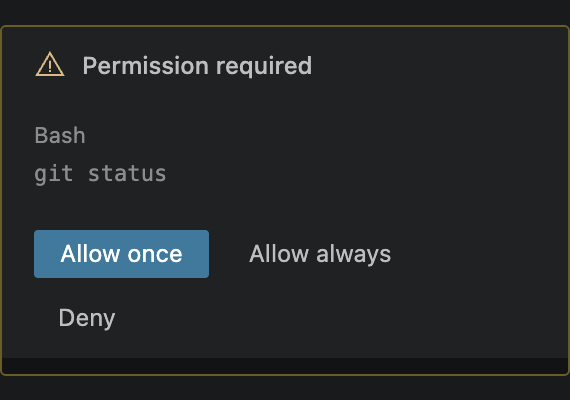 Permission required
Bash
git status
Allow once Allow always
Deny